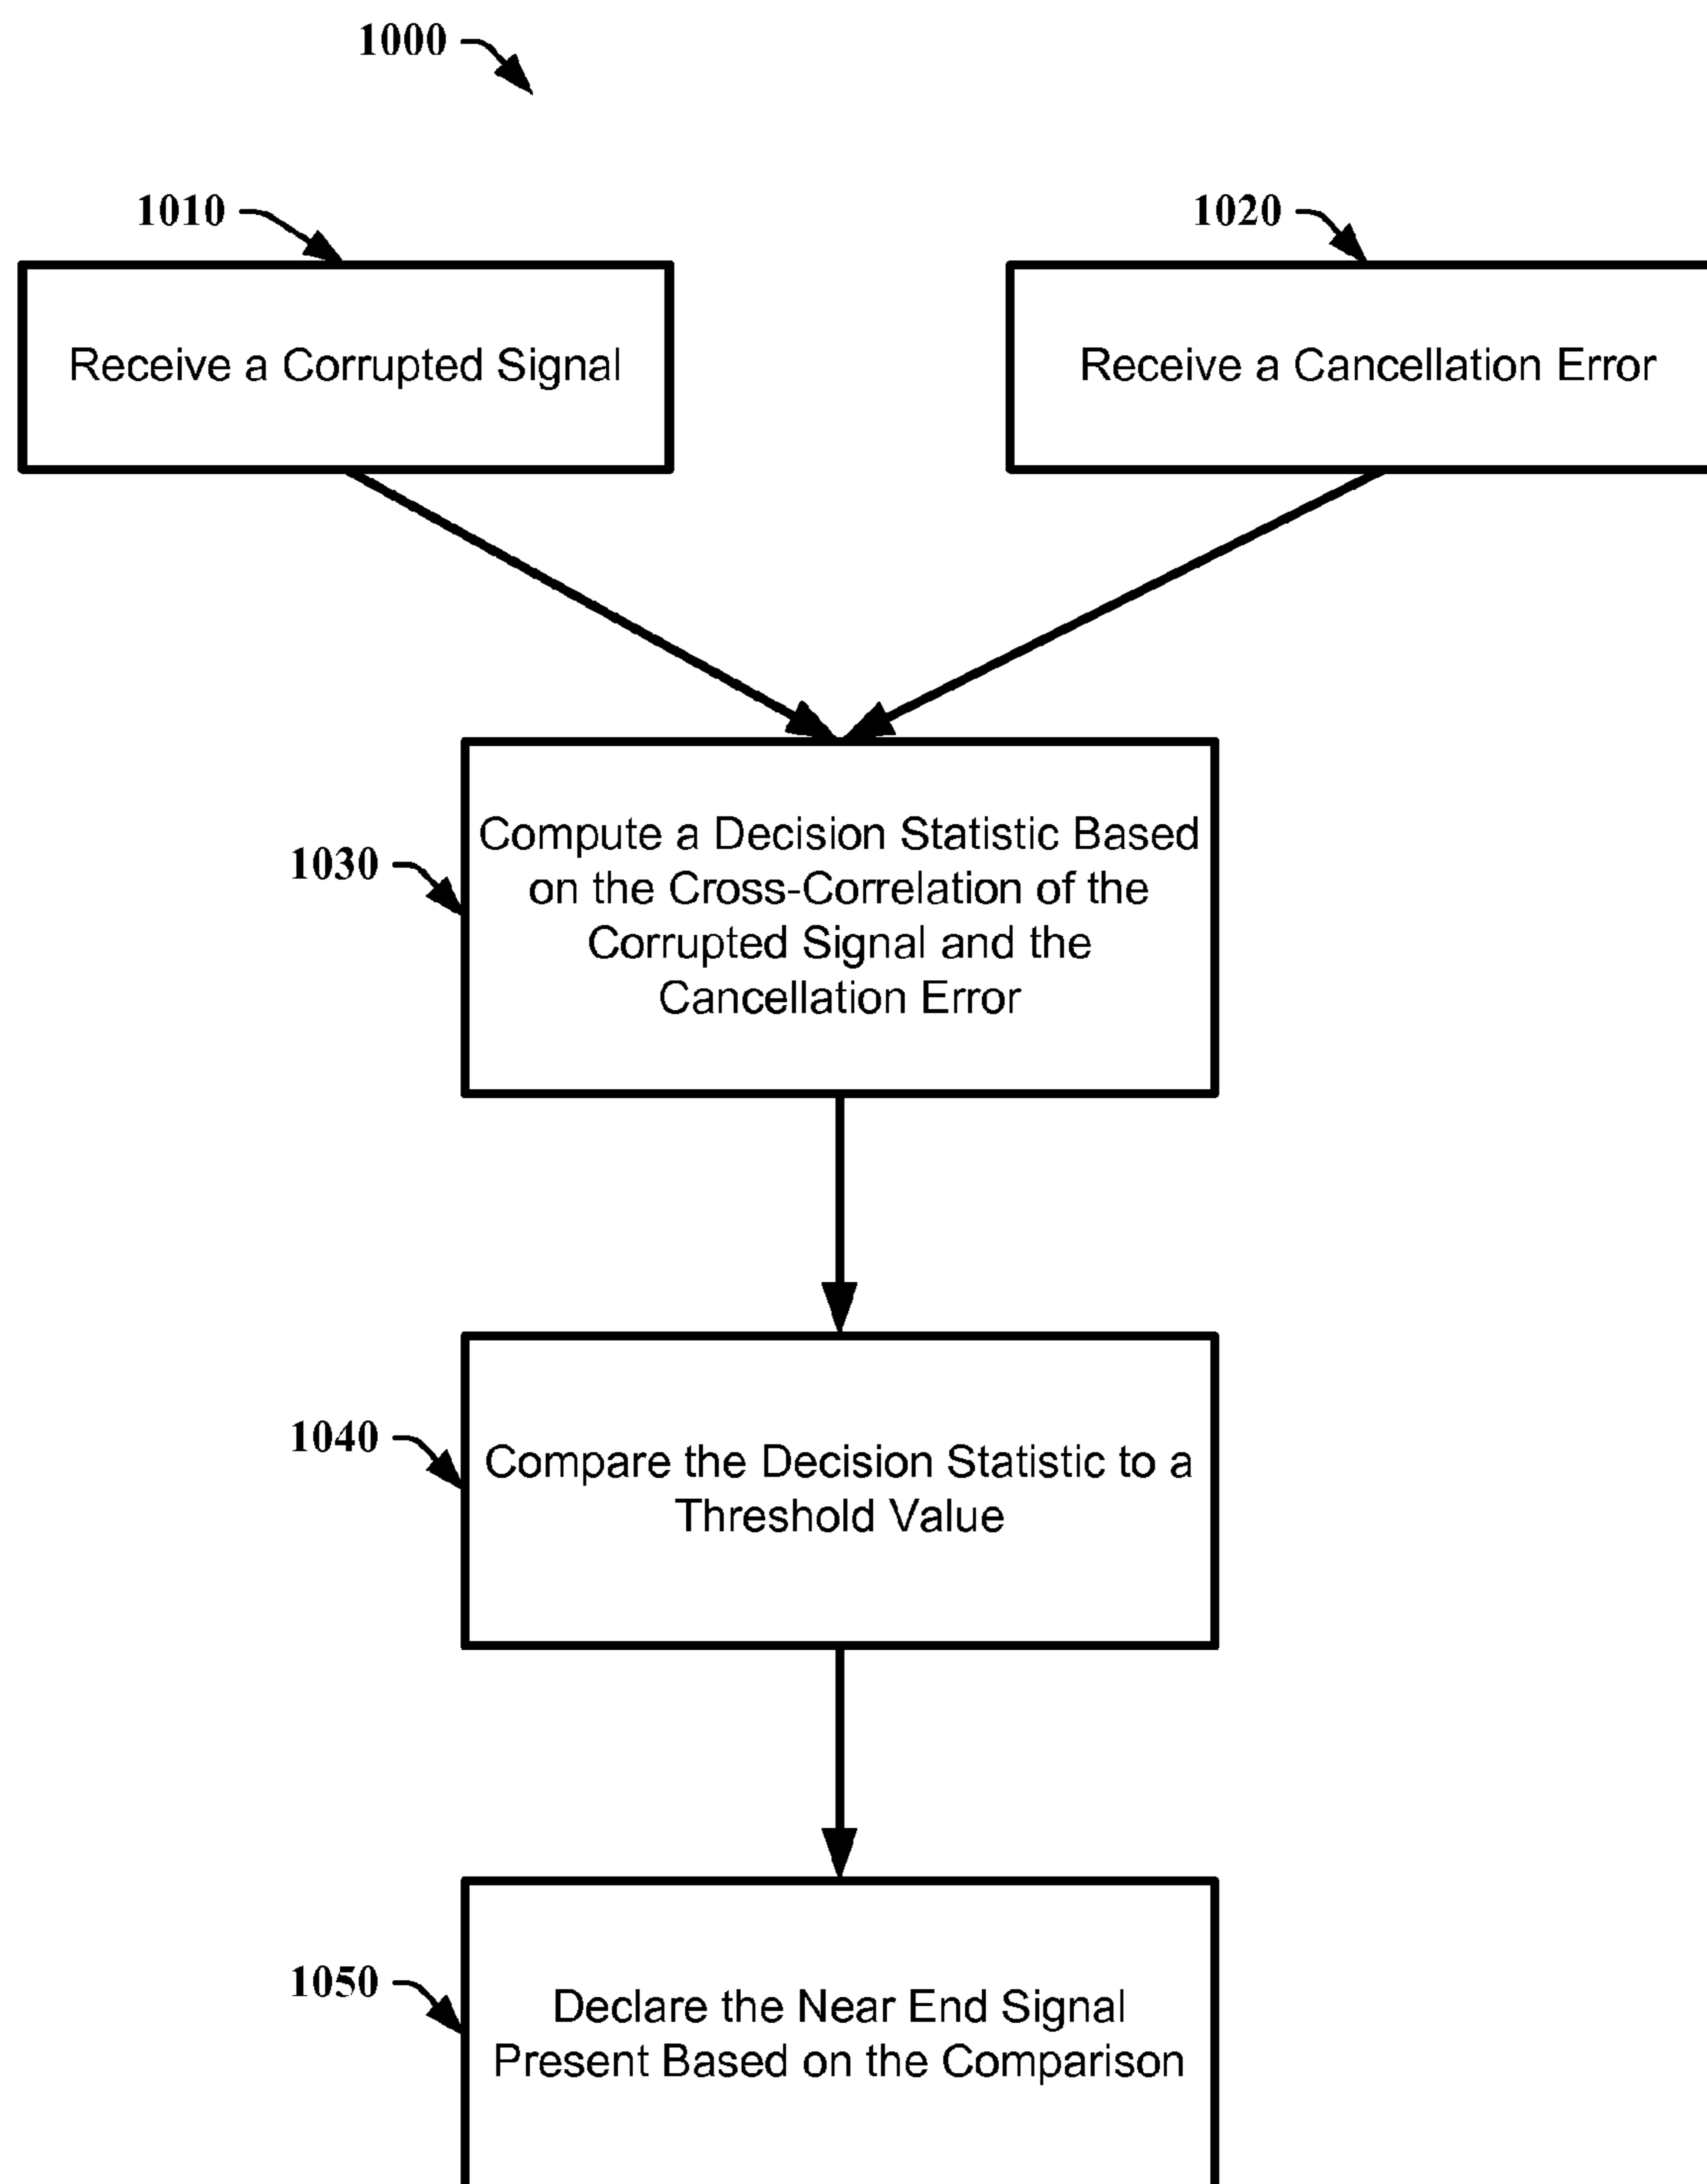 1000
1010
1020
Receive a Corrupted Signal
Receive a Cancellation Error
1030
Compute a Decision Statistic Based
on the Cross-Correlation of the
Corrupted Signal and the
Cancellation Error
1040
Compare the Decision Statistic to a
Threshold Value
1050
Declare the Near End Signal
Present Based on the Comparison